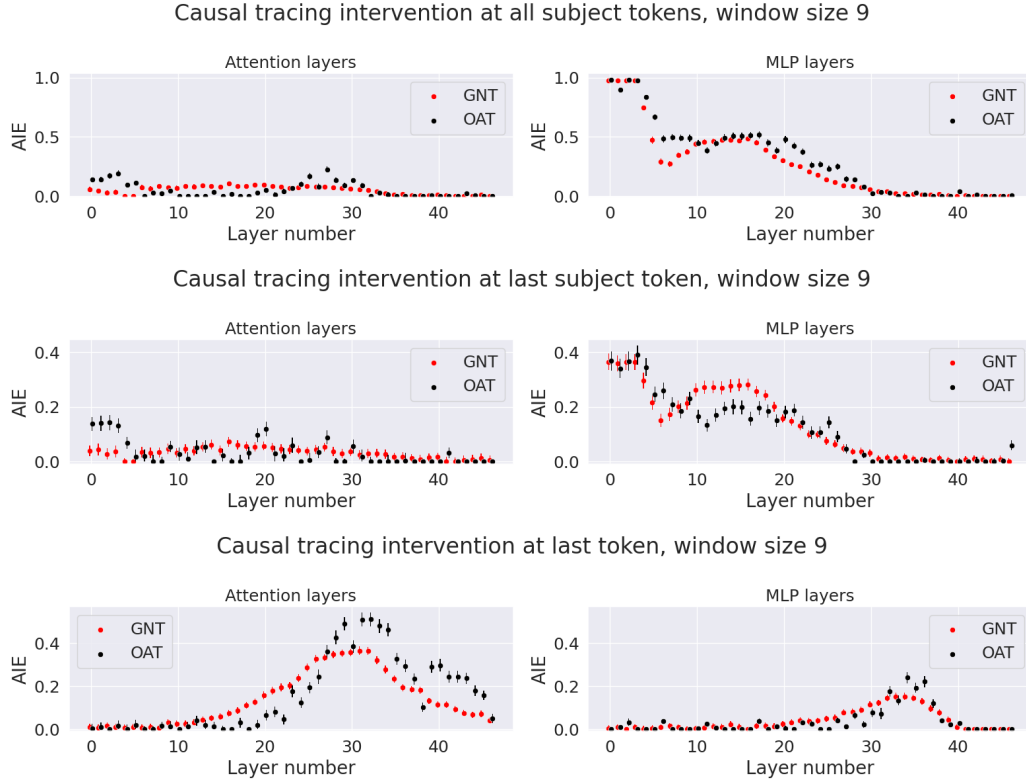 Causal tracing intervention at all subject tokens, window size 9
Attention layers
MLP layers
1.0
0.5
0.0
AIE
GNT
OAT
0 10 20 30 40
Layer number
1.0
0.5
0.0
AIE
GNT
OAT
0 10 20 30 40
Layer number
Causal tracing intervention at last subject token, window size 9
Attention layers
MLP layers
0.4
0.2
0.0
AIE
GNT
OAT
0 10 20 30 40
Layer number
0.4
0.2
0.0
AIE
GNT
OAT
0 10 20 30 40
Layer number
Causal tracing intervention at last token, window size 9
Attention layers
MLP layers
0.4
0.2
0.0
AIE
GNT
OAT
0 10 20 30 40
Layer number
0.4
0.2
0.0
AIE
GNT
OAT
0 10 20 30 40
Layer number